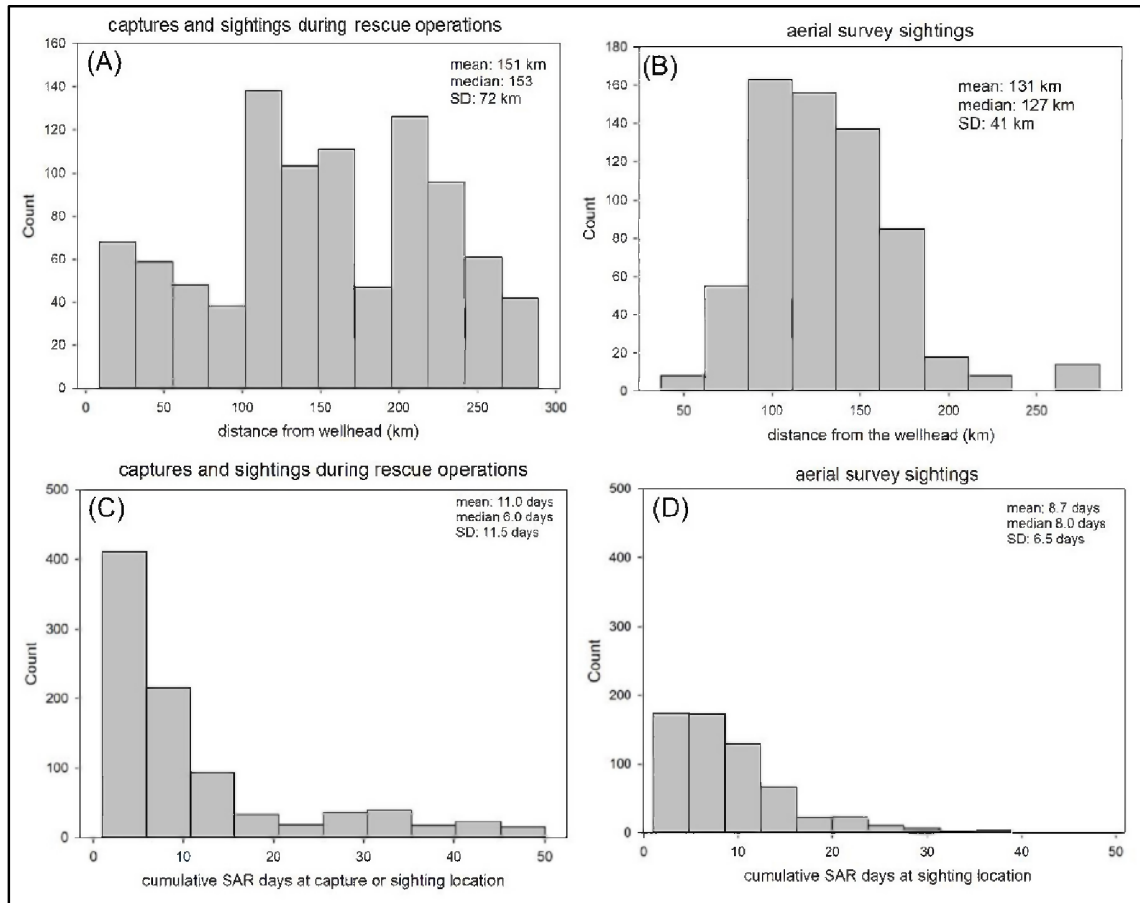 captures and sightings during rescue operations
(A)
mean: 151 km
median: 153
SD: 72 km
160
140
120
100
80
60
40
20
0
Count
0 50 100 150 200 250 300
distance from wellhead (km)
aerial survey sightings
(B)
mean: 131 km
median: 127 km
SD: 41 km
180
160
140
120
100
80
60
40
20
0
Count
50 100 150 200 250
distance from the wellhead (km)
captures and sightings during rescue operations
(C)
mean: 11.0 days
median 6.0 days
SD: 11.5 days
500
400
300
200
100
0
Count
0 10 20 30 40 50
cumulative SAR days at capture or sighting location
aerial survey sightings
(D)
mean; 8.7 days
median 8.0 days
SD: 6.5 days
500
400
300
200
100
0
Count
0 10 20 30 40 50
cumulative SAR days at sighting location